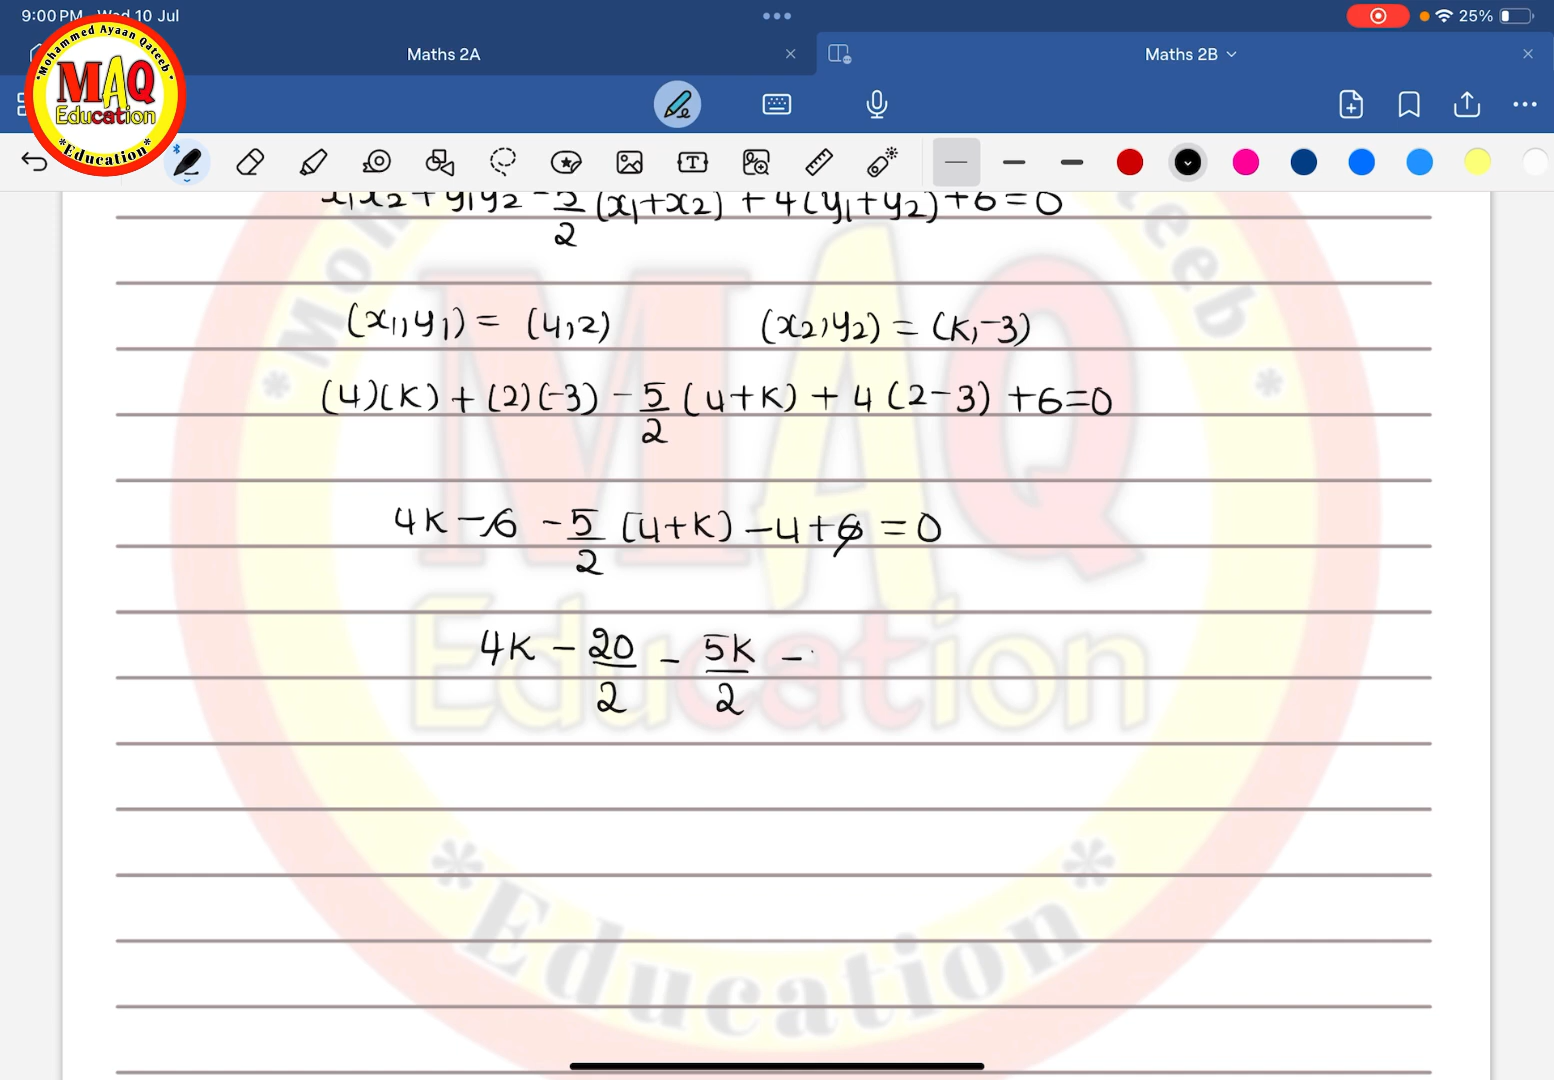 9:00 PM Wed 10 Jul
25%
Mohammed Ayaan Qateeb
MAQ
Education
*Education*
Maths 2A
Maths 2B
x₁x₂ + y₁y₂ - 5/2 (x₁+x₂) + 4(y₁+y₂) + 6 = 0
(x₁,y₁) = (4,2) (x₂,y₂) = (K,-3)
(4)(K) + (2)(-3) - 5/2 (4+K) + 4 (2-3) + 6 = 0
4K - 6 - 5/2 (4+K) - 4 + 6 = 0
4K - 20/2 - 5K/2 -
MAQ
Education
*Education*